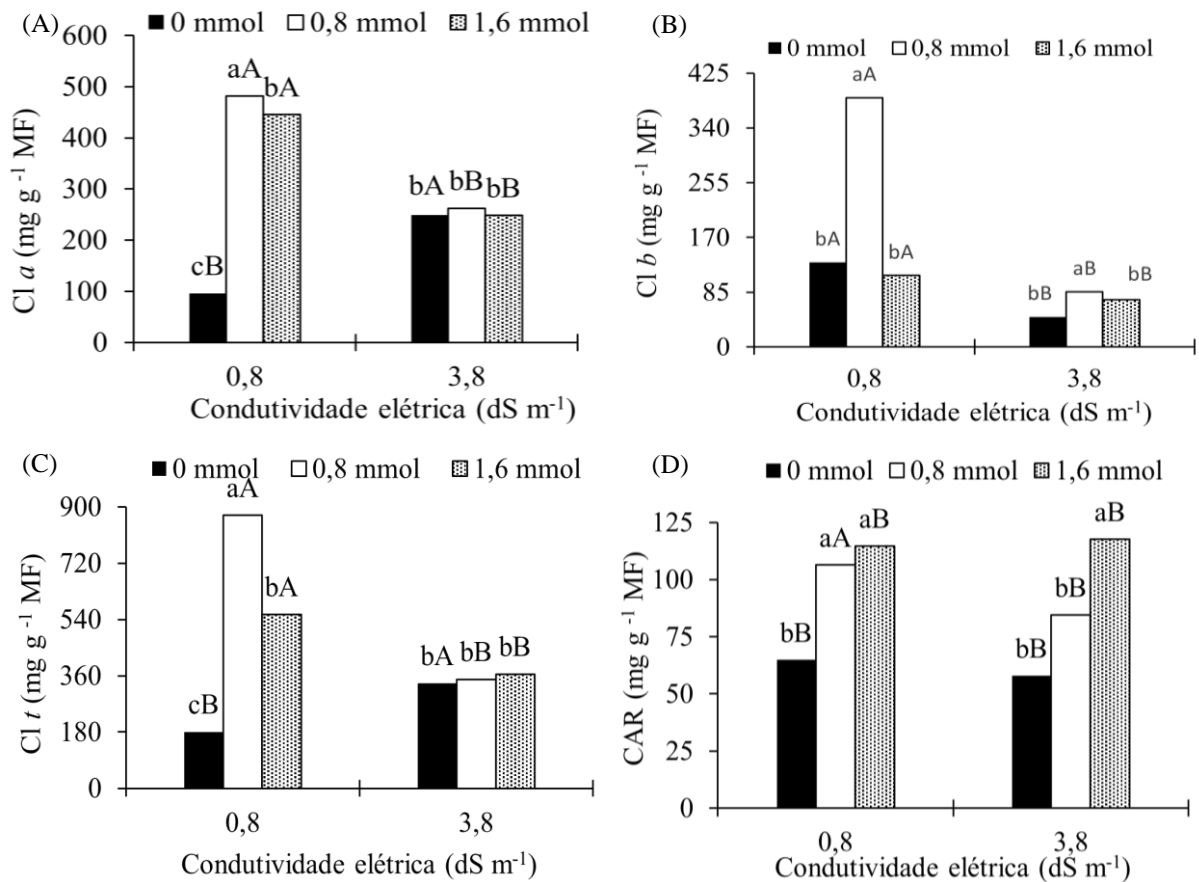 (A)
■ 0 mmol □ 0,8 mmol ▩ 1,6 mmol
Cl a (mg g -1 MF)
600
500
400
300
200
100
0
cB
aA
bA
bA
bB
bB
0,8
3,8
Condutividade elétrica (dS m-1)
(B)
■ 0 mmol □ 0,8 mmol ▩ 1,6 mmol
Cl b (mg g -1 MF)
425
340
255
170
85
0
bA
aA
bA
bB
aB
bB
0,8
3,8
Condutividade elétrica (dS m-1)
(C)
■ 0 mmol □ 0,8 mmol ▩ 1,6 mmol
Cl t (mg g -1 MF)
900
720
540
360
180
0
cB
aA
bA
bA
bB
bB
0,8
3,8
Condutividade elétrica (dS m-1)
(D)
■ 0 mmol □ 0,8 mmol ▩ 1,6 mmol
CAR (mg g -1 MF)
125
100
75
50
25
0
bB
aA
aB
bB
bB
aB
0,8
3,8
Condutividade elétrica (dS m-1)